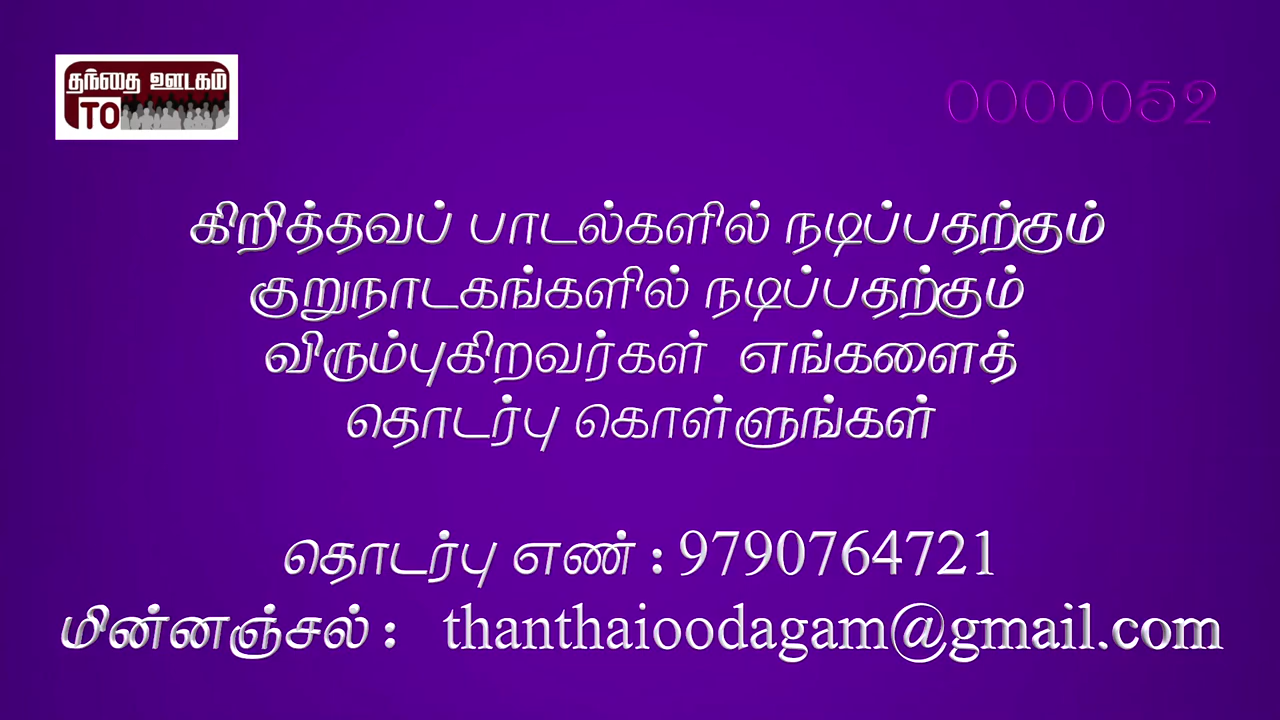 தந்தை ஊடகம்
TO
0000052
கிறித்தவப் பாடல்களில் நடிப்பதற்கும்
குறுநாடகங்களில் நடிப்பதற்கும்
விரும்புகிறவர்கள் எங்களைத்
தொடர்பு கொள்ளுங்கள்
தொடர்பு எண் : 9790764721
மின்னஞ்சல் : thanthaioodagam@gmail.com